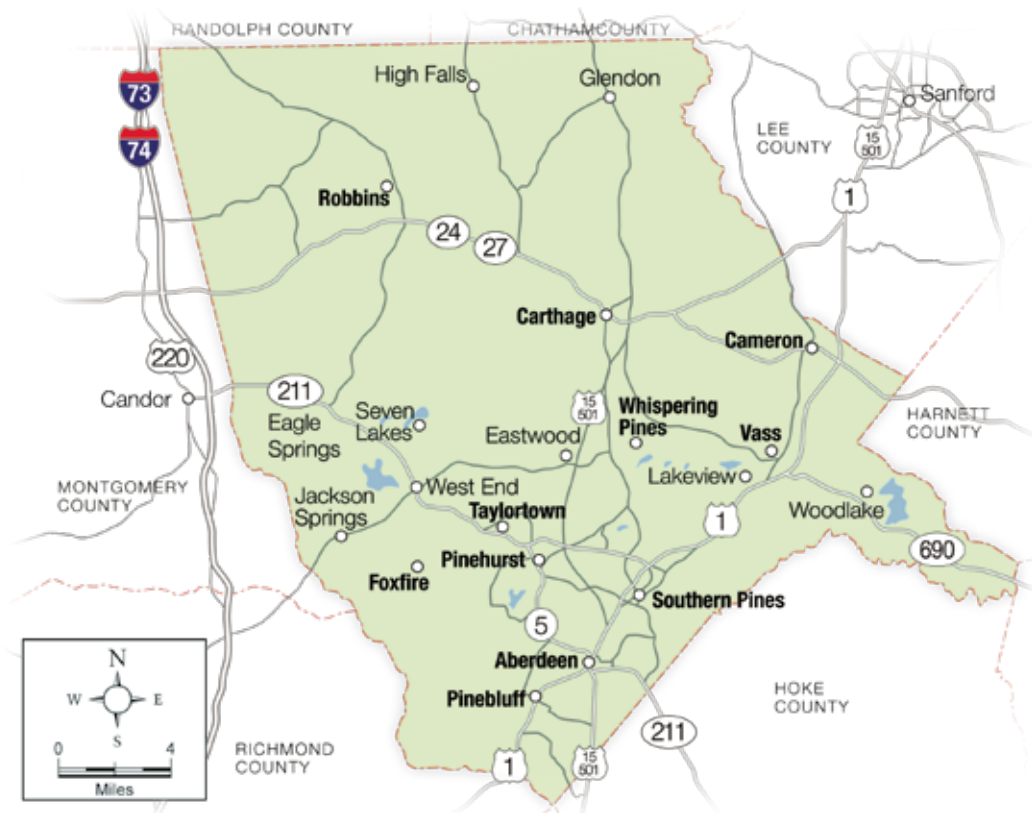 RANDOLPH COUNTY
CHATHAMCOUNTY
High Falls
Glendon
73
74
Sanford
LEE
COUNTY
15
501
1
Robbins
24
27
Carthage
Cameron
220
Candor
211
Eagle
Springs
Seven
Lakes
15
501
Eastwood
Whispering
Pines
Vass
Lakeview
HARNETT
COUNTY
MONTGOMERY
COUNTY
Jackson
Springs
West End
Taylortown
1
Woodlake
690
Pinehurst
Foxfire
Southern Pines
5
Aberdeen
Pinebluff
HOKE
COUNTY
211
N
W
E
S
0
4
Miles
RICHMOND
COUNTY
1
15
501